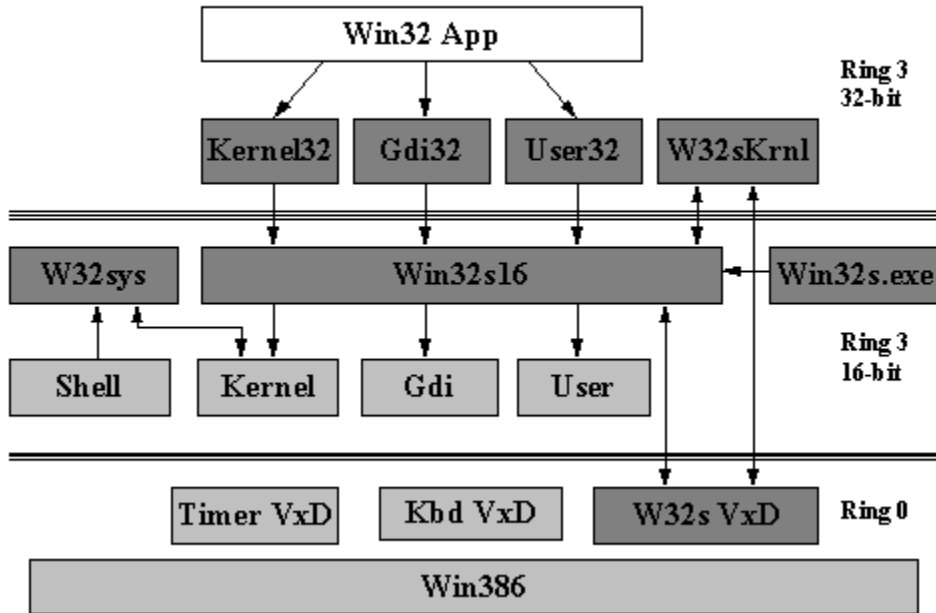 Win32 App
Ring 3
32-bit
Kernel32
Gdi32
User32
W32sKrnl
W32sys
Win32s16
Win32s.exe
Ring 3
16-bit
Shell
Kernel
Gdi
User
Timer VxD
Kbd VxD
W32s VxD
Ring 0
Win386